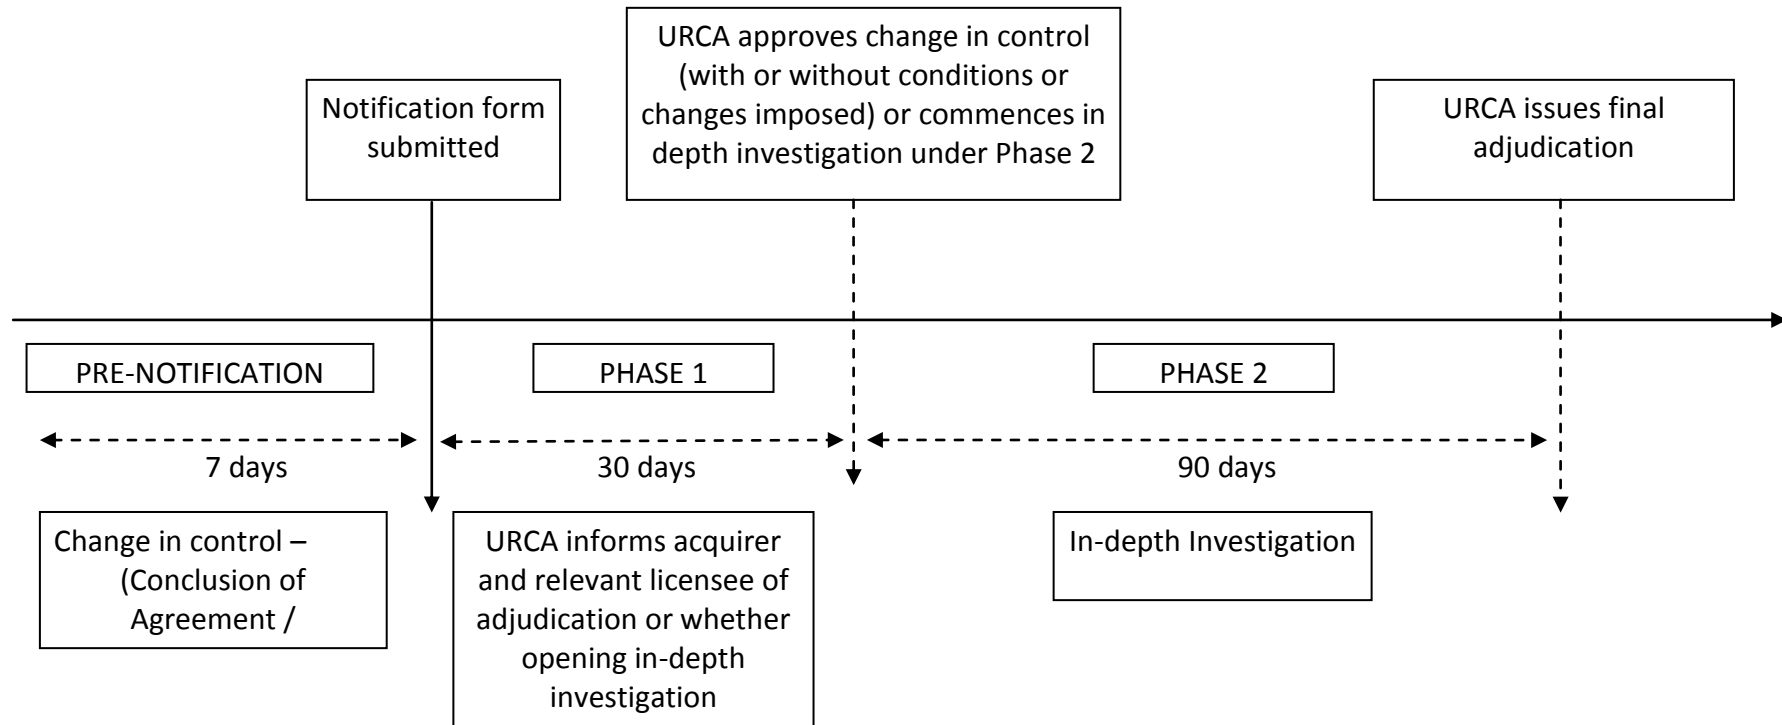 URCA approves change in control
(with or without conditions or
changes imposed) or commences in
depth investigation under Phase 2
Notification form
submitted
URCA issues final
adjudication
PRE-NOTIFICATION
PHASE 1
PHASE 2
7 days
30 days
90 days
Change in control –
(Conclusion of
Agreement /
URCA informs acquirer
and relevant licensee of
adjudication or whether
opening in-depth
investigation
In-depth Investigation